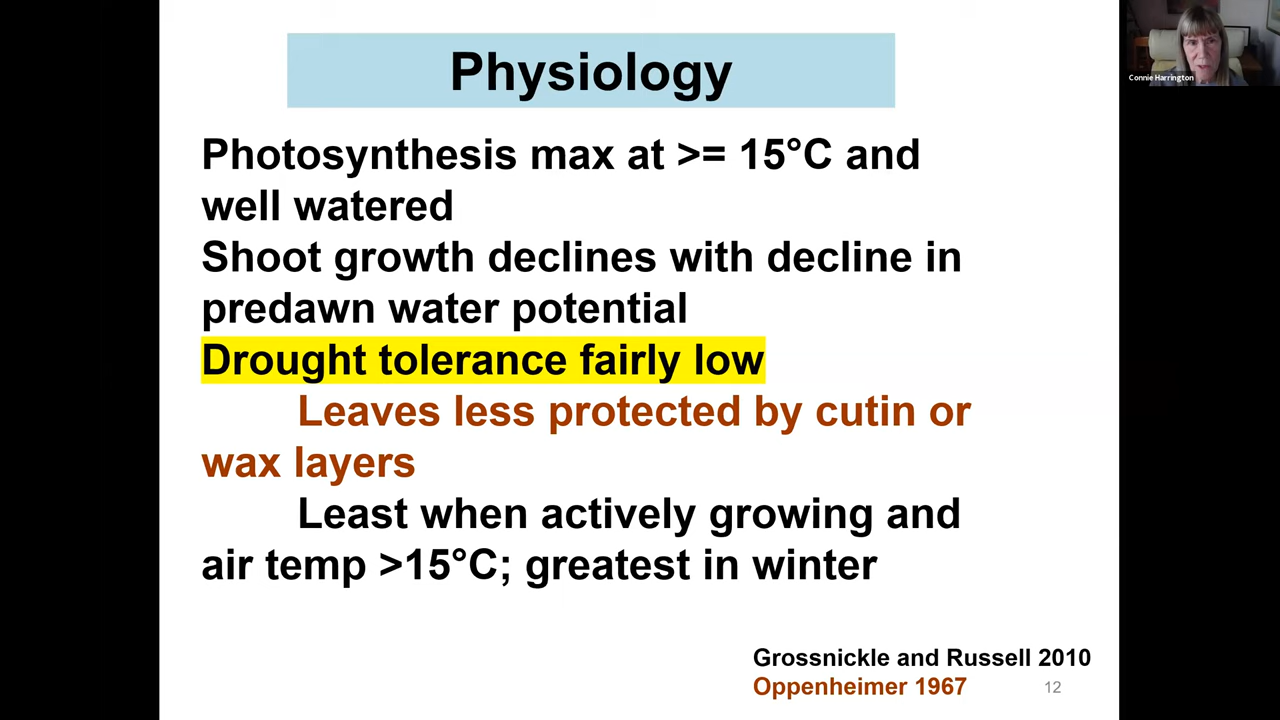 Physiology
Connie Harrington
Photosynthesis max at >= 15°C and
well watered
Shoot growth declines with decline in
predawn water potential
Drought tolerance fairly low
Leaves less protected by cutin or
wax layers
Least when actively growing and
air temp >15°C; greatest in winter
Grossnickle and Russell 2010
Oppenheimer 1967
12